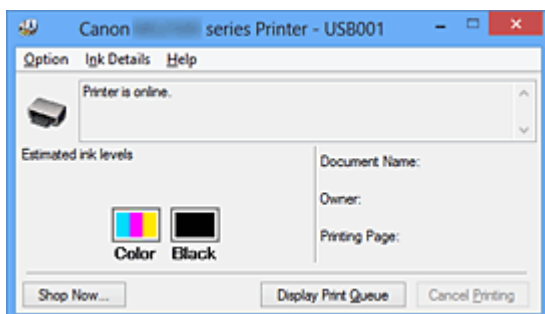 Canon series Printer - USB001
Option Ink Details Help
Printer is online.
Estimated ink levels
Document Name:
Owner:
Printing Page:
Color Black
Shop Now... Display Print Queue Cancel Printing